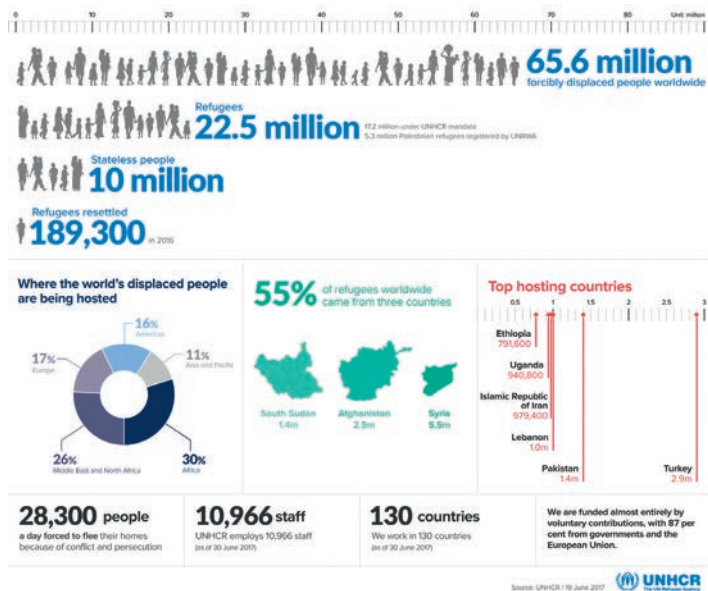 0 10 20 30 40 50 60 70 80 Unit: million
65.6 million
forcibly displaced people worldwide
Refugees
22.5 million
17.2 million under UNHCR mandate
5.3 million Palestinian refugees registered by UNRWA
Stateless people
10 million
Refugees resettled
189,300 in 2016
Where the world's displaced people
are being hosted
16%
Americas
17%
Europe
11%
Asia and Pacific
26%
Middle East and North Africa
30%
Africa
55% of refugees worldwide
came from three countries
South Sudan
1.4m
Afghanistan
2.5m
Syria
5.5m
Top hosting countries
0.5 1 1.5 2 2.5 3
Ethiopia
791,600
Uganda
940,800
Islamic Republic
of Iran
979,400
Lebanon
1.0m
Pakistan
1.4m
Turkey
2.9m
28,300 people
a day forced to flee their homes
because of conflict and persecution
10,966 staff
UNHCR employs 10,966 staff
(as of 30 June 2017)
130 countries
We work in 130 countries
(as of 30 June 2017)
We are funded almost entirely by
voluntary contributions, with 87 per
cent from governments and the
European Union.
Source: UNHCR / 19 June 2017
UNHCR
The UN Refugee Agency